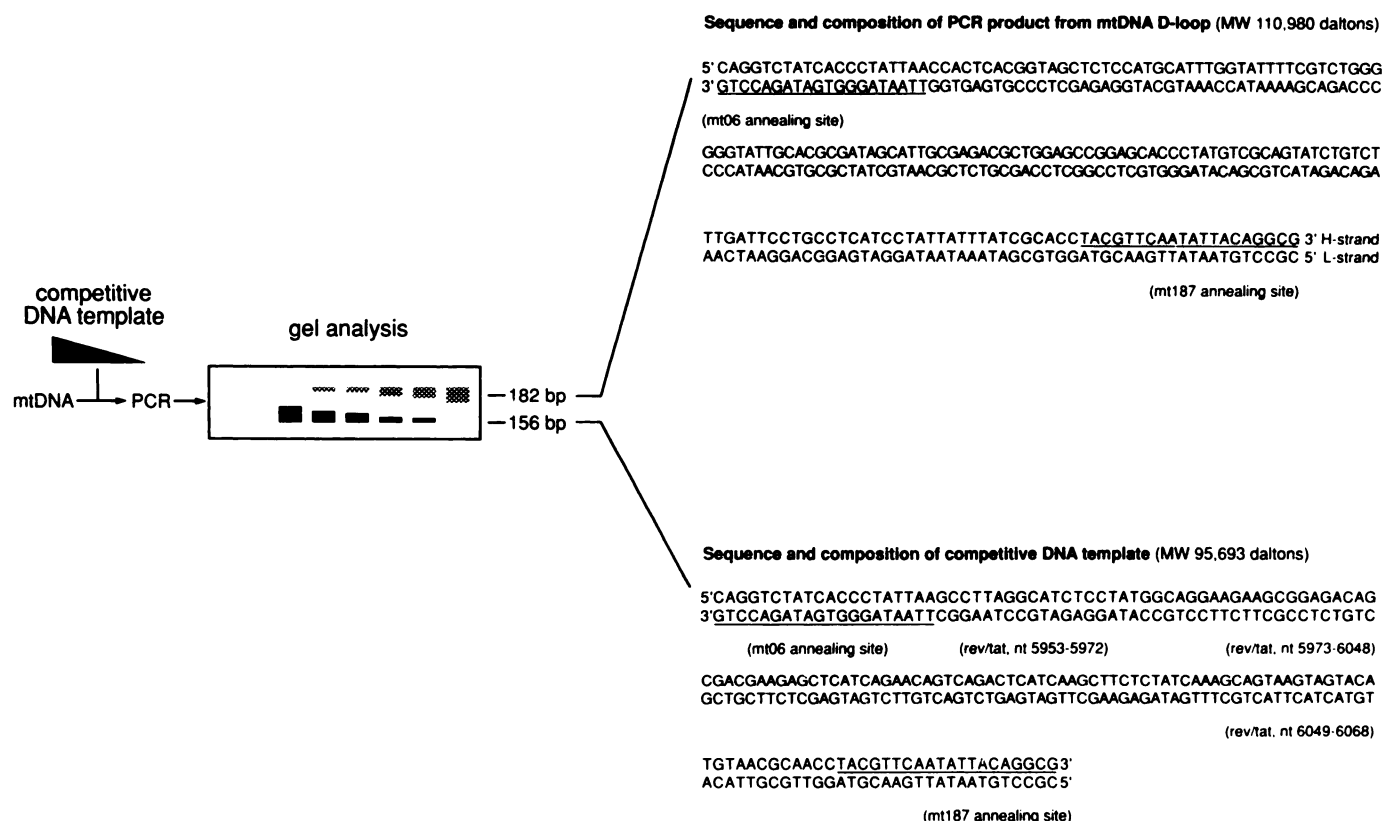 Sequence and composition of PCR product from mtDNA D-loop (MW 110,980 daltons)
5' CAGGTCTATCACCCTATTAACCACTCACGGTAGCTCTCCATGCATTTGGTATTTTCGTCTGGG
3' GTCCAGATAGTGGGATAATTGGTGAGTGCCCTCGAGAGGTACGTAAACCATAAAAGCAGACCC
(mt06 annealing site)
GGGTATTGCACGCGATAGCATTGCGAGACGCTGGAGCCGGAGCACCCTATGTCGCAGTATCTGTCT
CCCATAACGTGCGCTATCGTAACGCTCTGCGACCTCGGCCTCGTGGGATACAGCGTCATAGACAGA
TTGATTCCTGCCTCATCCTATTATTTATCGCACCTACGTTCAATATTACAGGCG 3' H-strand
AACTAAGGACGGAGTAGGATAATAAATAGCGTGGATGCAAGTTATAATGTCCGC 5' L-strand
(mt187 annealing site)
competitive
DNA template
gel analysis
mtDNA
PCR
182 bp
156 bp
Sequence and composition of competitive DNA template (MW 95,693 daltons)
5'CAGGTCTATCACCCTATTAAGCCTTAGGCATCTCCTATGGCAGGAAGAAGCGGAGACAG
3'GTCCAGATAGTGGGATAATTCGGAATCCGTAGAGGATACCGTCCTTCTTCGCCTCTGTC
(mt06 annealing site) (rev/tat, nt 5953-5972) (rev/tat, nt 5973-6048)
CGACGAAGAGCTCATCAGAACAGTCAGACTCATCAAGCTTCTCTATCAAAGCAGTAAGTAGTACA
GCTGCTTCTCGAGTAGTCTTGTCAGTCTGAGTAGTTCGAAGAGATAGTTTCGTCATTCATCATGT
(rev/tat, nt 6049-6068)
TGTAACGCAACCTACGTTCAATATTACAGGCG3'
ACATTGCGTTGGATGCAAGTTATAATGTCCGC5'
(mt187 annealing site)